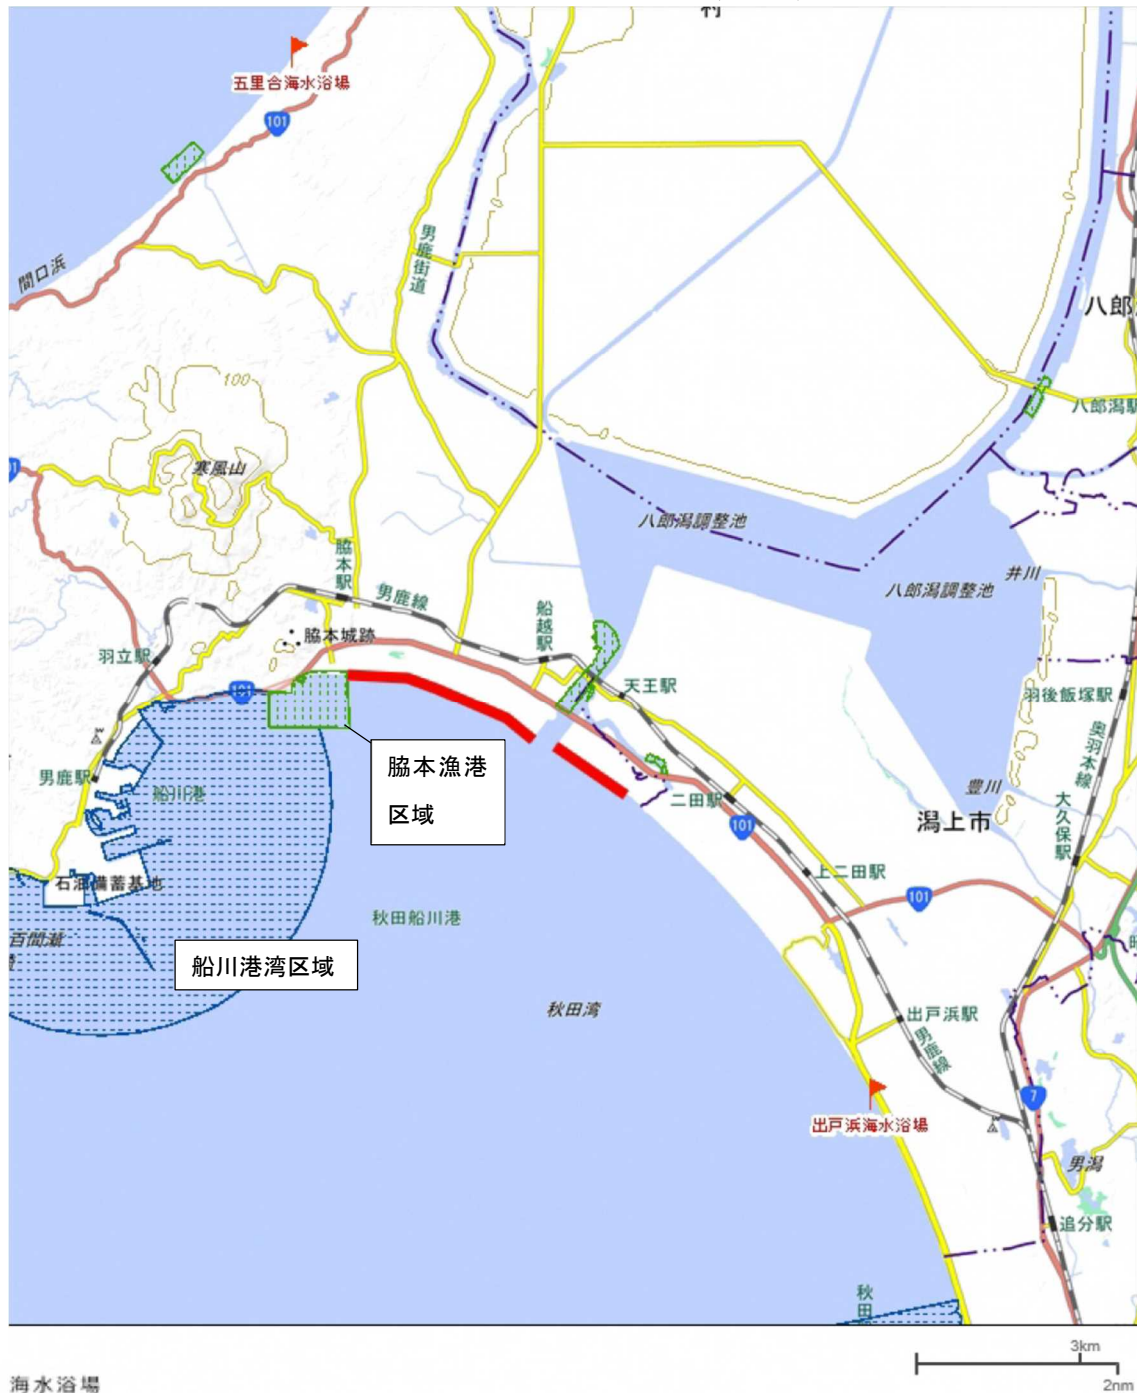 村
五里合海水浴場
101
間口浜
男鹿街道
八郎
八郎潟駅
100
寒風山
八郎潟調整池
八郎潟調整池
井川
脇本駅
男鹿線
船越駅
脇本城跡
羽立駅
101
天王駅
羽後飯塚駅
奥羽本線
脇本漁港
区域
男鹿駅
船川港
二田駅
101
豊川
潟上市
大久保駅
石油備蓄基地
上二田駅
101
秋田船川港
百間瀬
船川港湾区域
秋田湾
出戸浜駅
男鹿線
7
出戸浜海水浴場
男潟
追分駅
秋田
3km
2nm
海水浴場